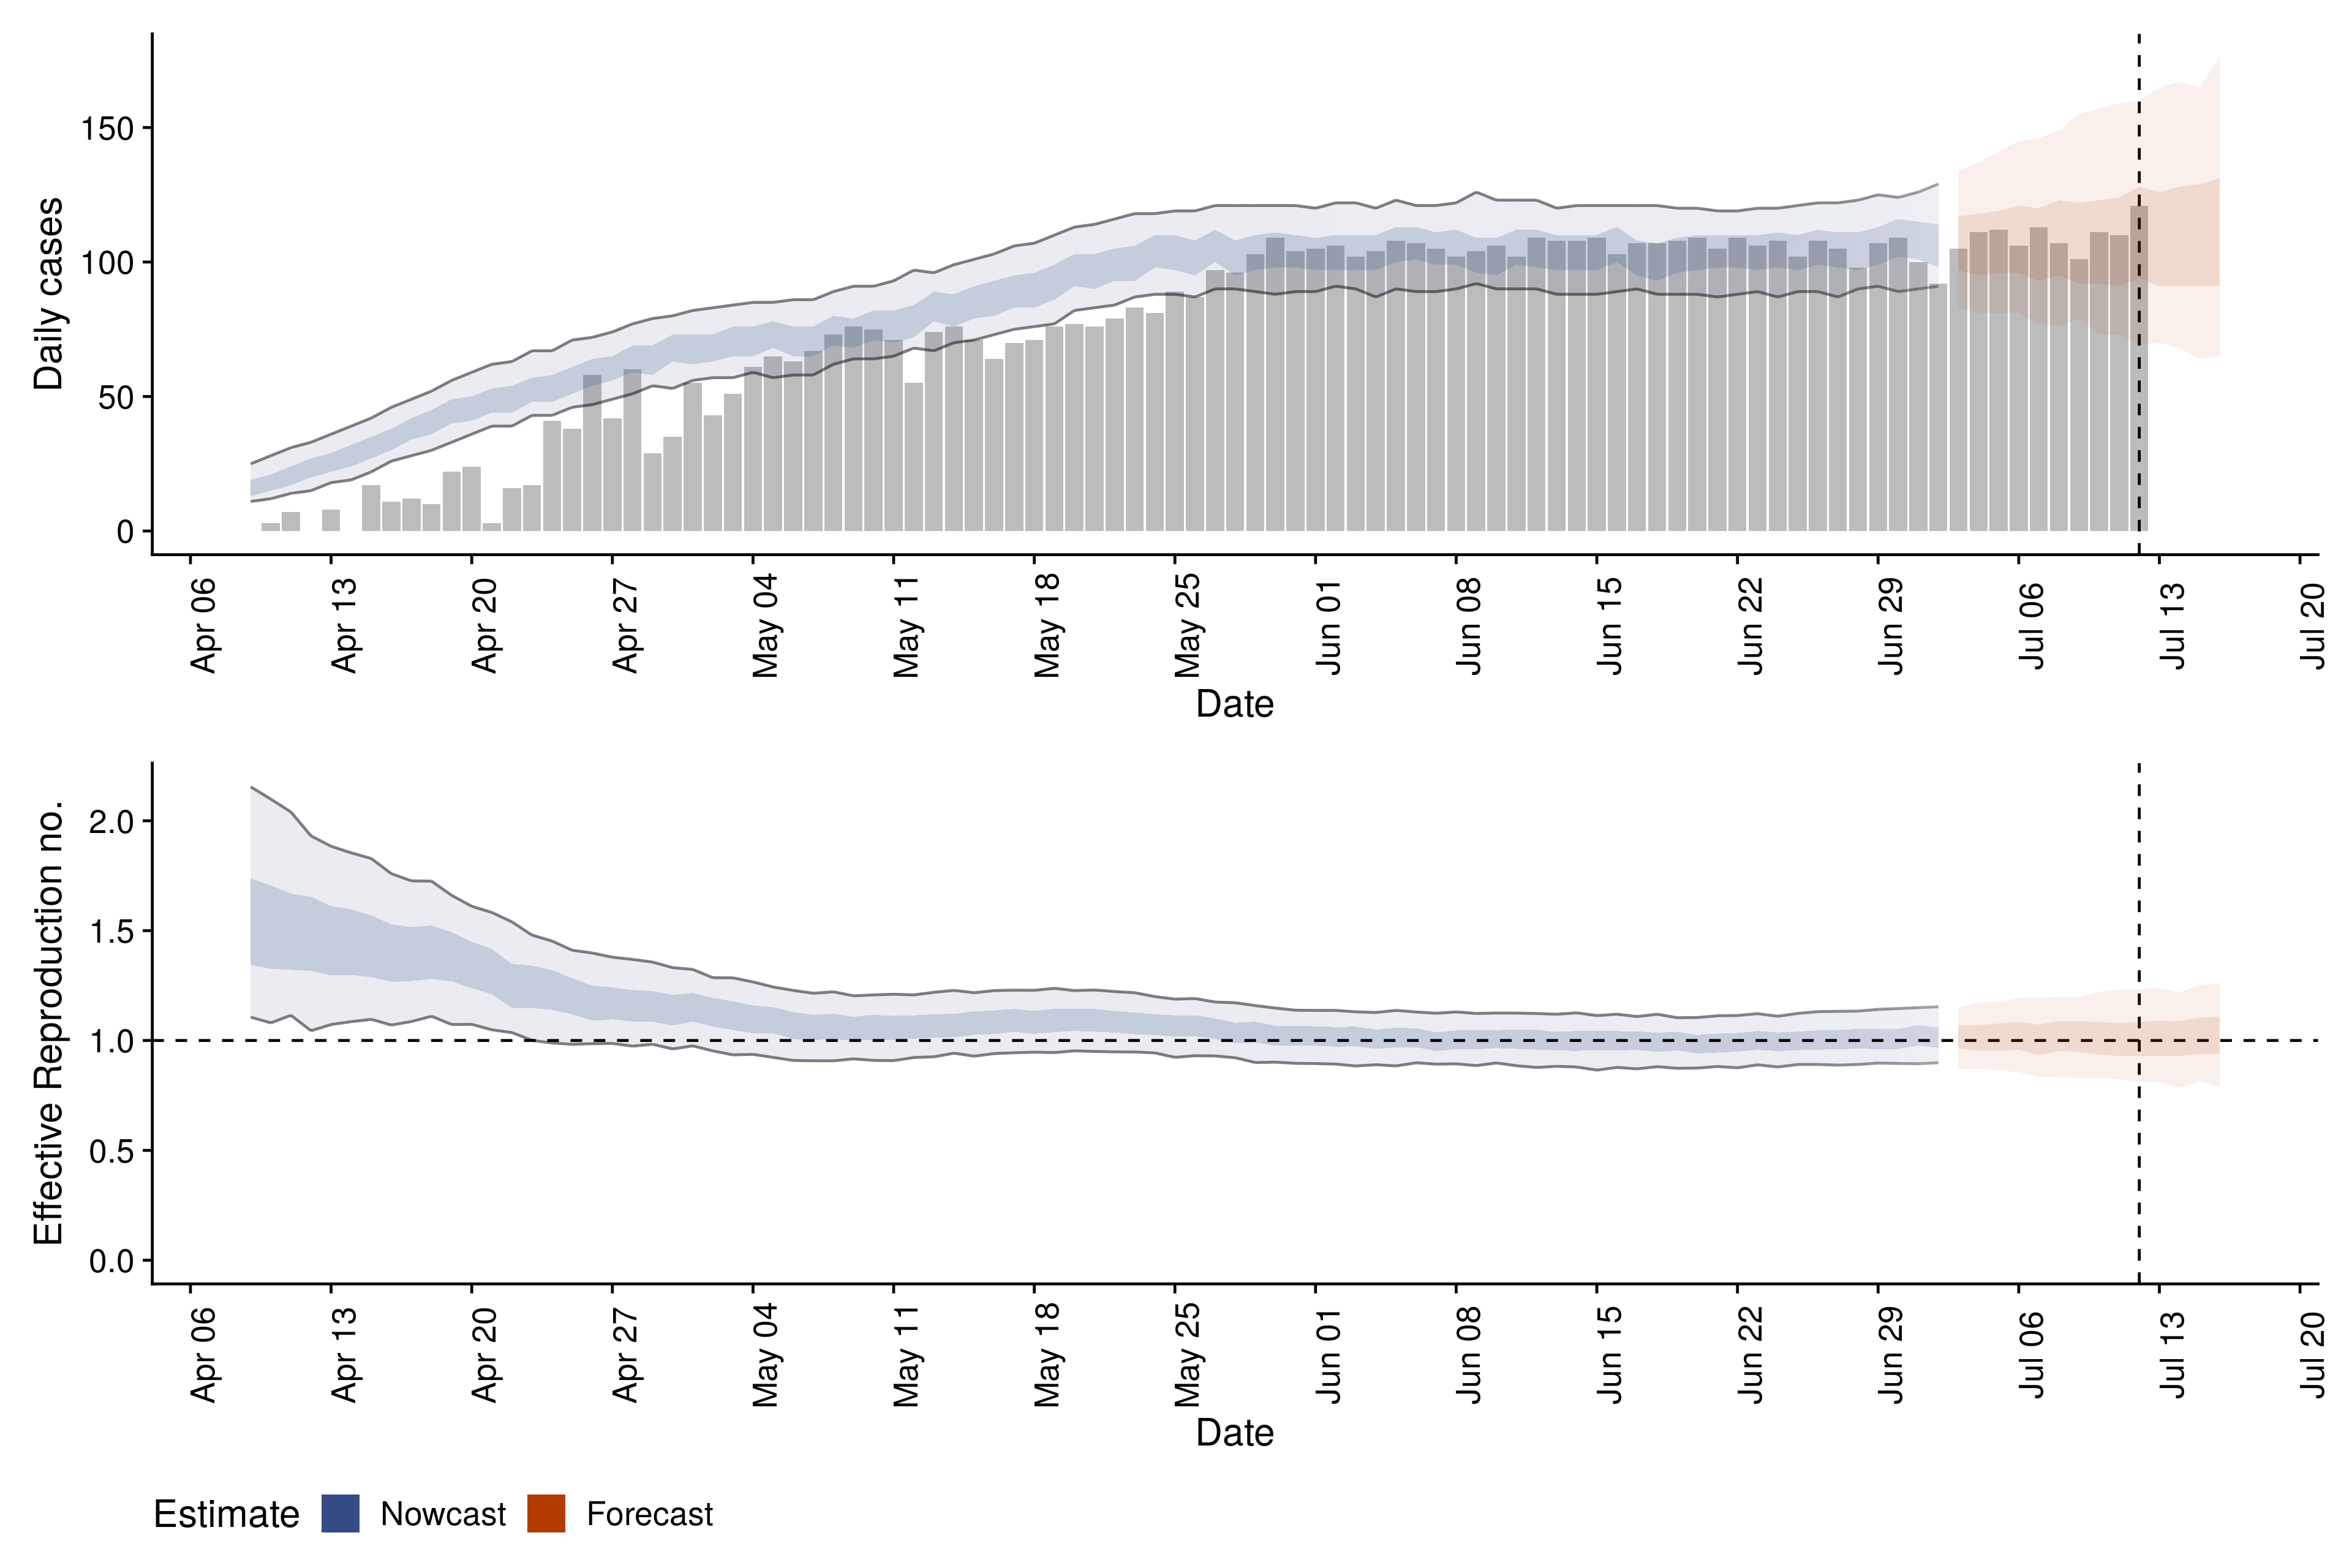 Daily cases
150
100
50
0
Apr 06 Apr 13 Apr 20 Apr 27 May 04 May 11 May 18 May 25 Jun 01 Jun 08 Jun 15 Jun 22 Jun 29 Jul 06 Jul 13 Jul 20
Date
Effective Reproduction no.
2.0
1.5
1.0
0.5
0.0
Apr 06 Apr 13 Apr 20 Apr 27 May 04 May 11 May 18 May 25 Jun 01 Jun 08 Jun 15 Jun 22 Jun 29 Jul 06 Jul 13 Jul 20
Date
Estimate Nowcast Forecast